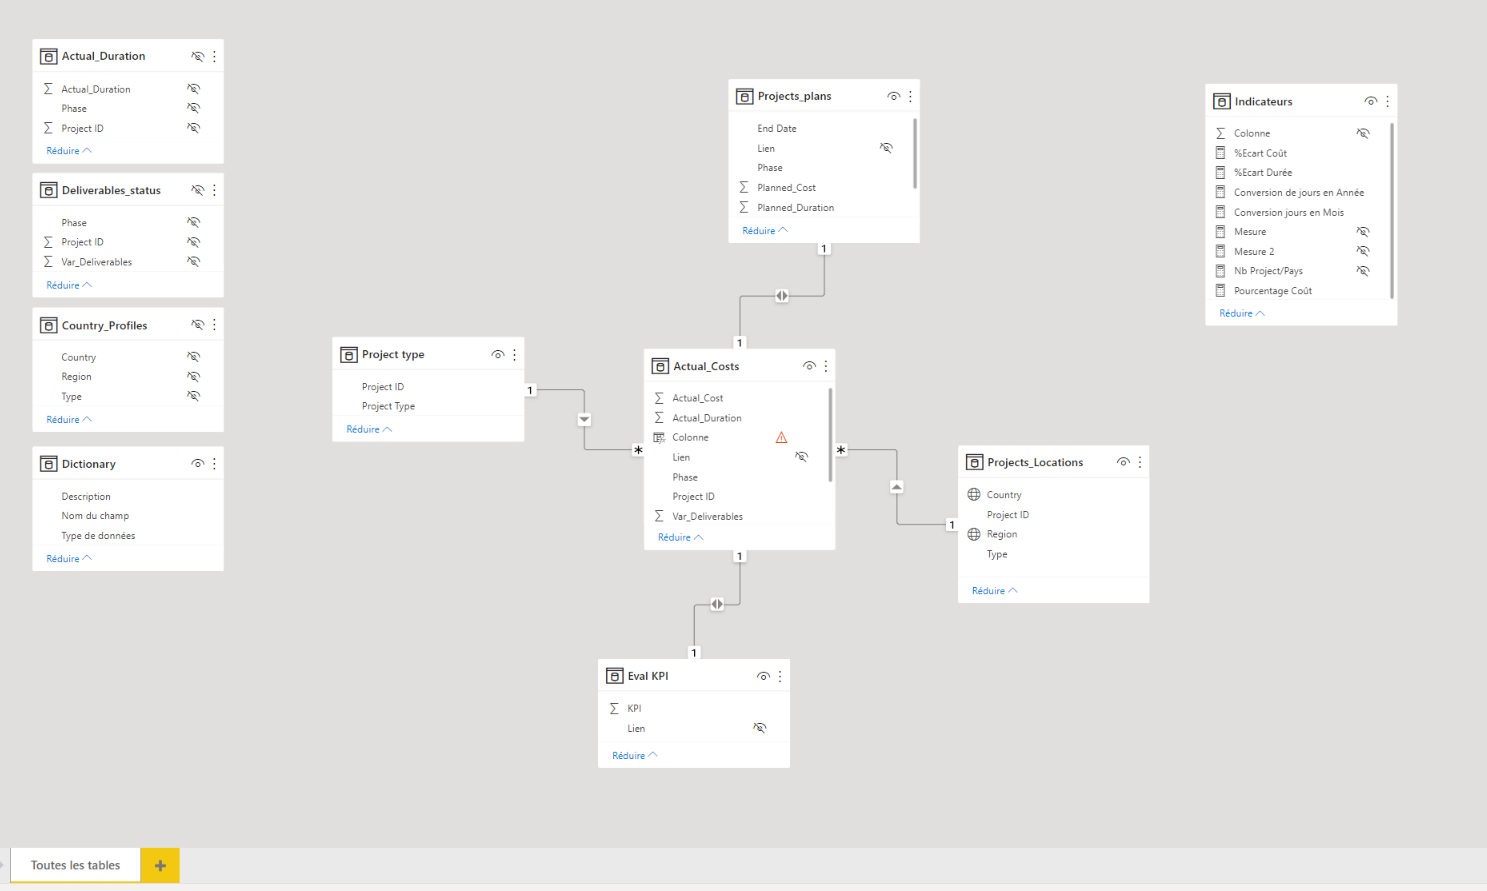 Actual_Duration
Actual_Duration
Phase
Project ID
Réduire
Deliverables_status
Phase
Project ID
Var_Deliverables
Réduire
Country_Profiles
Country
Region
Type
Réduire
Dictionary
Description
Nom du champ
Type de données
Réduire
Project type
Project ID
Project Type
Réduire
1
*
Projects_plans
End Date
Lien
Phase
Planned_Cost
Planned_Duration
Réduire
1
1
Actual_Costs
Actual_Cost
Actual_Duration
Colonne
Lien
Phase
Project ID
Var_Deliverables
Réduire
1
1
Eval KPI
KPI
Lien
Réduire
*
1
Projects_Locations
Country
Project ID
Region
Type
Réduire
Indicateurs
Colonne
%Ecart Coût
%Ecart Durée
Conversion de jours en Année
Conversion jours en Mois
Mesure
Mesure 2
Nb Project/Pays
Pourcentage Coût
Réduire
Toutes les tables
+